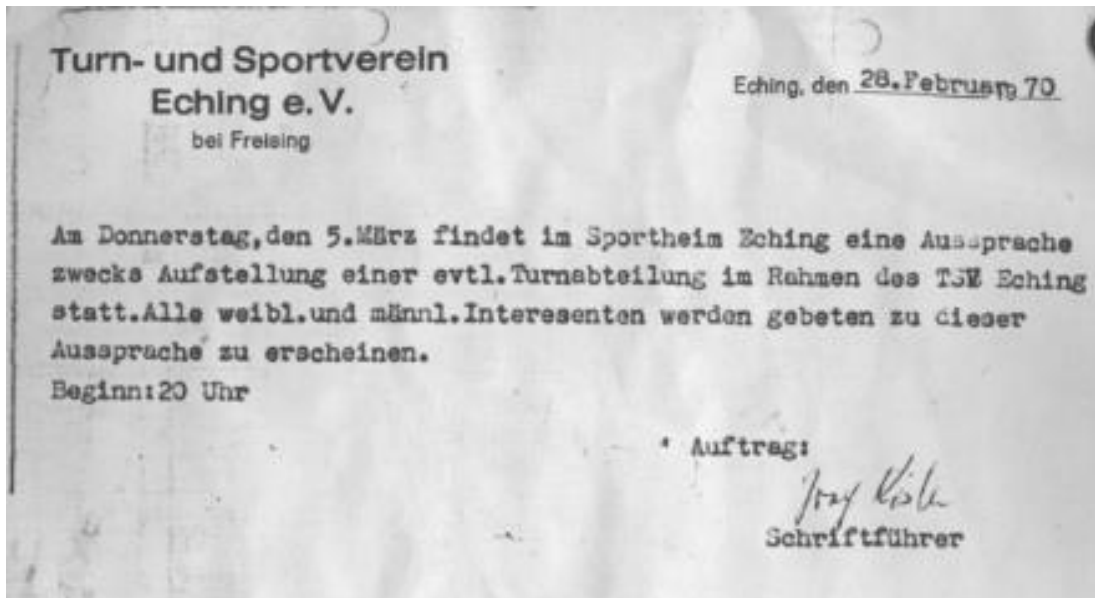 Turn- und Sportverein
Eching e. V.
bei Freising
Eching, den 28.Februar 70
Am Donnerstag,den 5.März findet im Sportheim Eching eine Aussprache
zwecks Aufstellung einer evtl.Turnabteilung im Rahmen des TSV Eching
statt.Alle weibl.und männl.Interesenten werden gebeten zu dieser
Aussprache zu erscheinen.
Beginn:20 Uhr
Auftrag:
Schriftführer